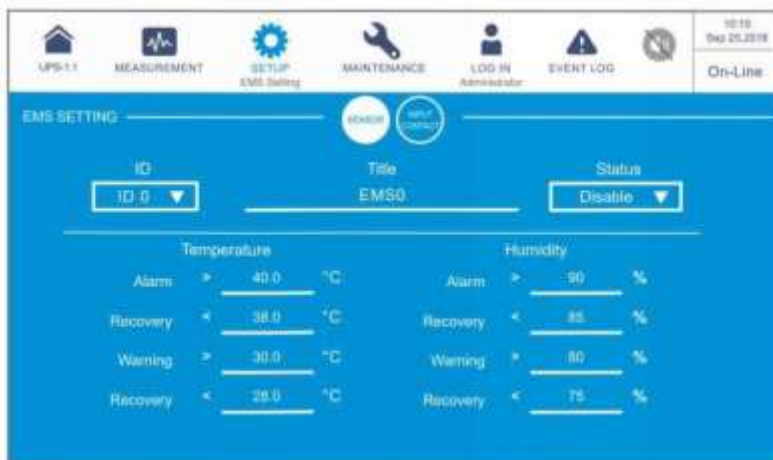 UPS-1.1 MEASUREMENT SETUP MAINTENANCE LOG IN EVENT LOG
EMS Setting Administrator
10:15
Sep 25,2018
On-Line
EMS SETTING SENSOR INPUT CONTACT
ID Title Status
ID 0 ▼ EMS0 Disable ▼
Temperature Humidity
Alarm > 40.0 °C Alarm > 90 %
Recovery < 38.0 °C Recovery < 85 %
Warning > 30.0 °C Warning > 80 %
Recovery < 28.0 °C Recovery < 75 %